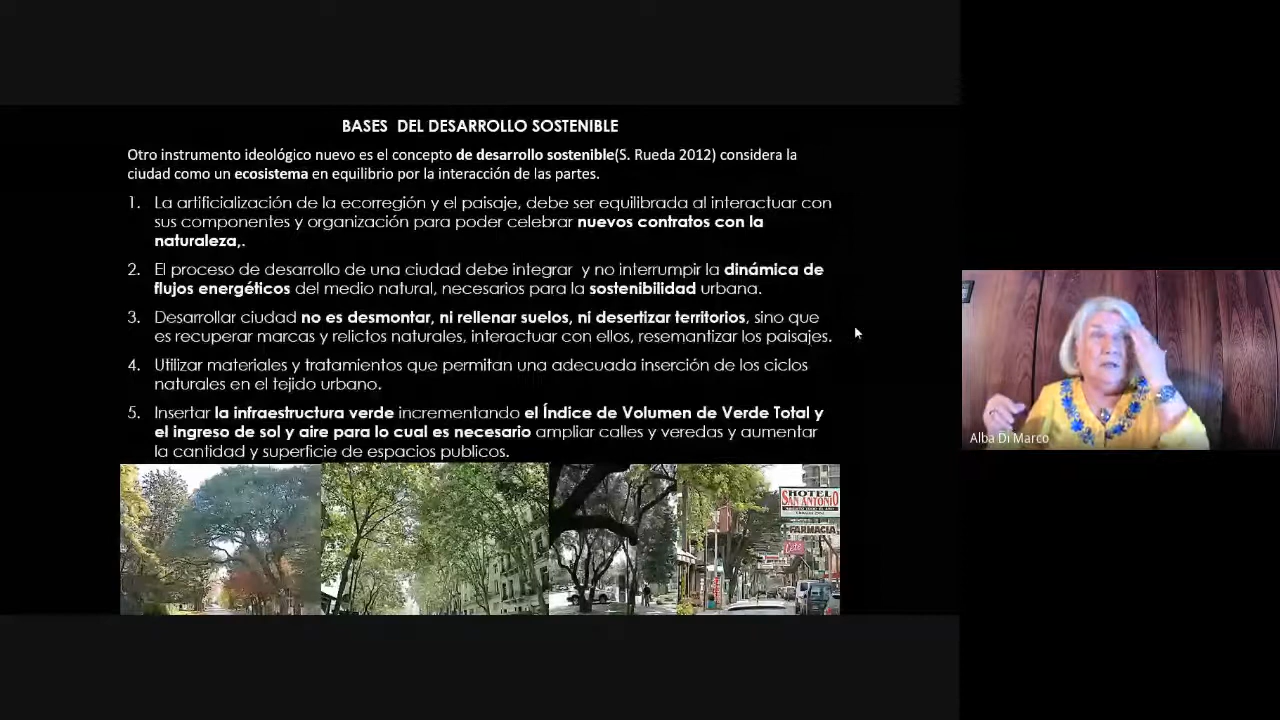 BASES DEL DESARROLLO SOSTENIBLE
Otro instrumento ideológico nuevo es el concepto de desarrollo sostenible(S. Rueda 2012) considera la
ciudad como un ecosistema en equilibrio por la interacción de las partes.
1. La artificialización de la ecorregión y el paisaje, debe ser equilibrada al interactuar con
sus componentes y organización para poder celebrar nuevos contratos con la
naturaleza,.
2. El proceso de desarrollo de una ciudad debe integrar y no interrumpir la dinámica de
flujos energéticos del medio natural, necesarios para la sostenibilidad urbana.
3. Desarrollar ciudad no es desmontar, ni rellenar suelos, ni desertizar territorios, sino que
es recuperar marcas y relictos naturales, interactuar con ellos, resemantizar los paisajes.
4. Utilizar materiales y tratamientos que permitan una adecuada inserción de los ciclos
naturales en el tejido urbano.
5. Insertar la infraestructura verde incrementando el Índice de Volumen de Verde Total y
el ingreso de sol y aire para lo cual es necesario ampliar calles y veredas y aumentar
la cantidad y superficie de espacios publicos.
HOTEL
SAN ANTONIO
FARMACIA
Alba Di Marco